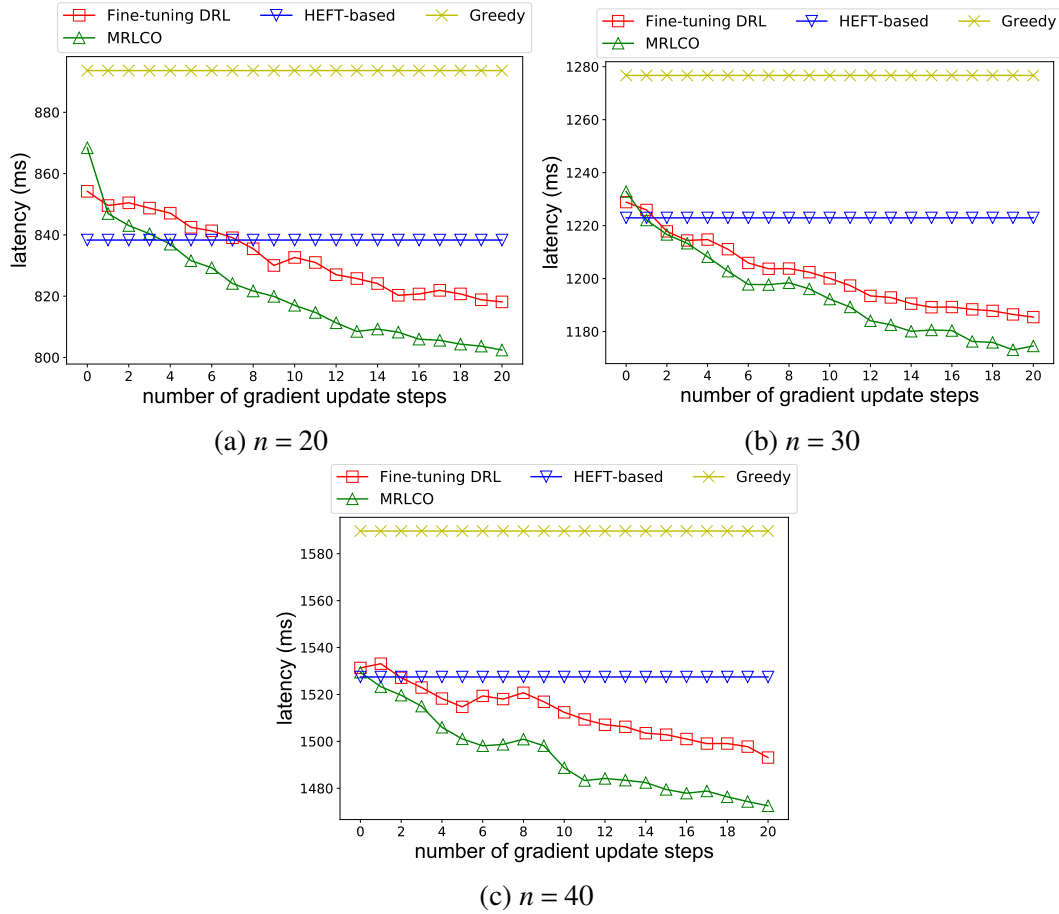 Fine-tuning DRL HEFT-based Greedy
MRLCO
880
860
840
820
800
latency (ms)
0 2 4 6 8 10 12 14 16 18 20
number of gradient update steps
(a) n = 20
Fine-tuning DRL HEFT-based Greedy
MRLCO
1280
1260
1240
1220
1200
1180
latency (ms)
0 2 4 6 8 10 12 14 16 18 20
number of gradient update steps
(b) n = 30
Fine-tuning DRL HEFT-based Greedy
MRLCO
1580
1560
1540
1520
1500
1480
latency (ms)
0 2 4 6 8 10 12 14 16 18 20
number of gradient update steps
(c) n = 40